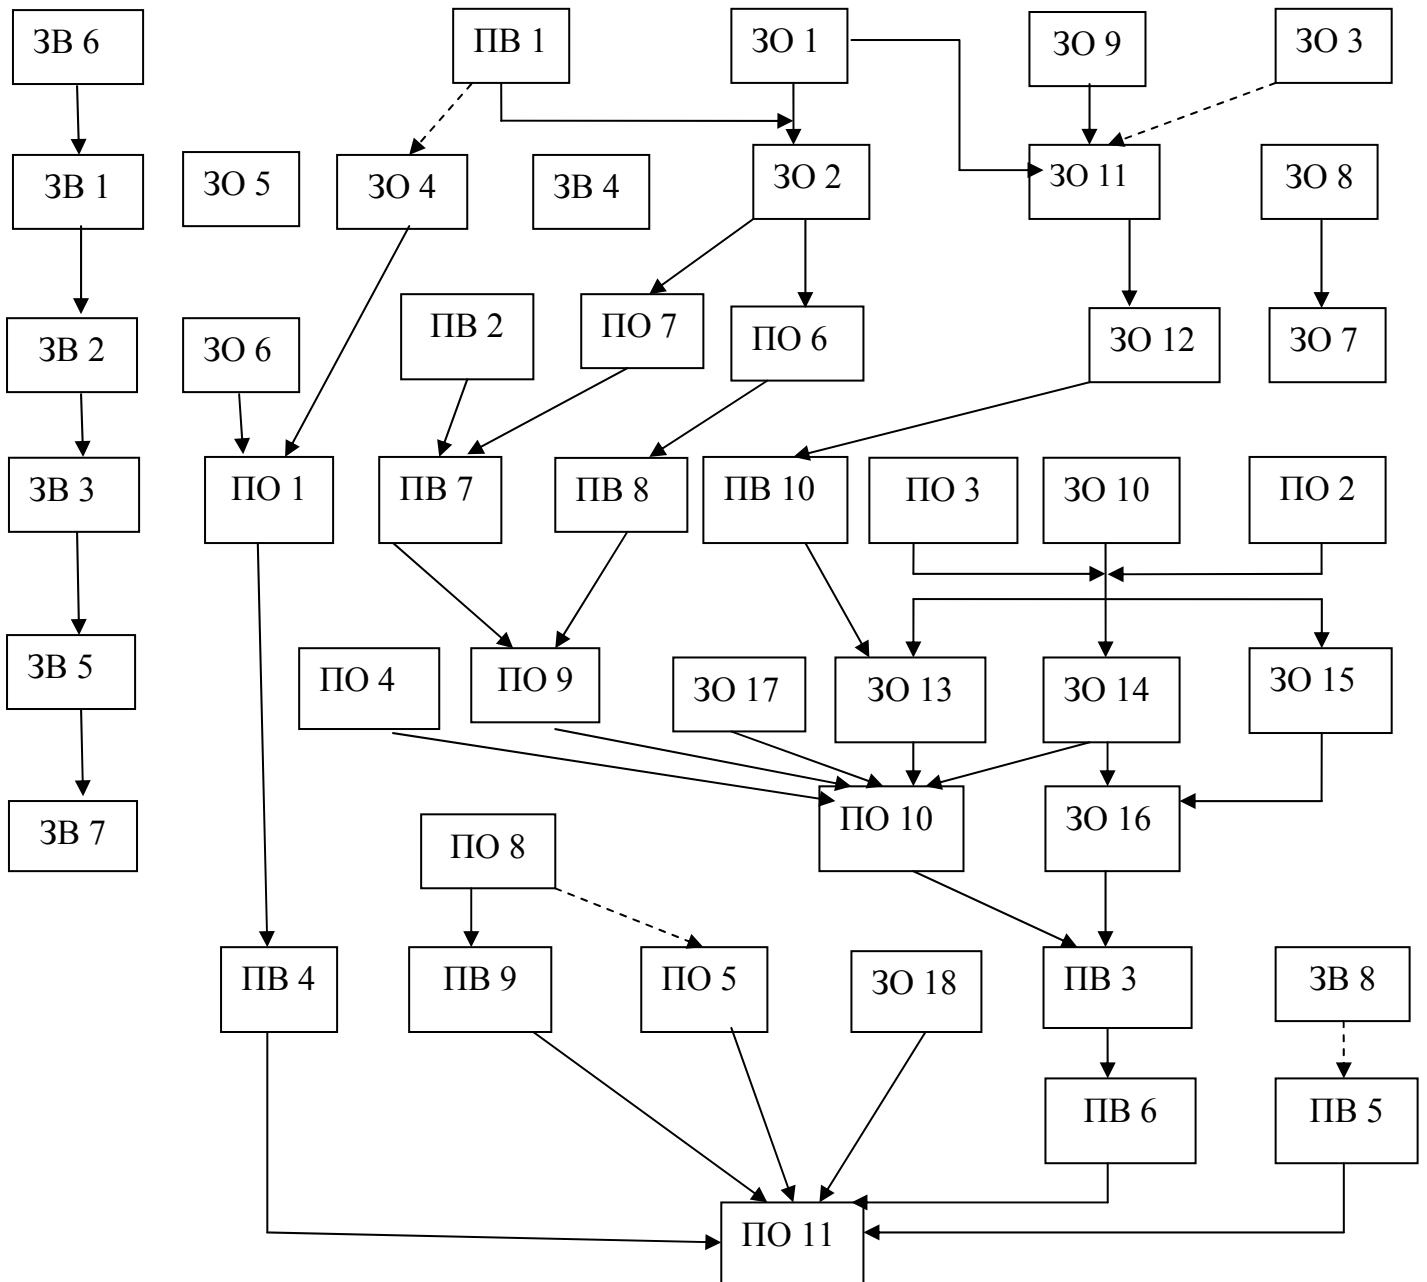 ЗВ 6
ПВ 1
ЗО 1
ЗО 9
ЗО 3
ЗВ 1
ЗО 5
ЗО 4
ЗВ 4
ЗО 2
ЗО 11
ЗО 8
ЗВ 2
ЗО 6
ПВ 2
ПО 7
ПО 6
ЗО 12
ЗО 7
ЗВ 3
ПО 1
ПВ 7
ПВ 8
ПВ 10
ПО 3
ЗО 10
ПО 2
ЗВ 5
ПО 4
ПО 9
ЗО 17
ЗО 13
ЗО 14
ЗО 15
ЗВ 7
ПО 8
ПО 10
ЗО 16
ПВ 4
ПВ 9
ПО 5
ЗО 18
ПВ 3
ЗВ 8
ПВ 6
ПВ 5
ПО 11